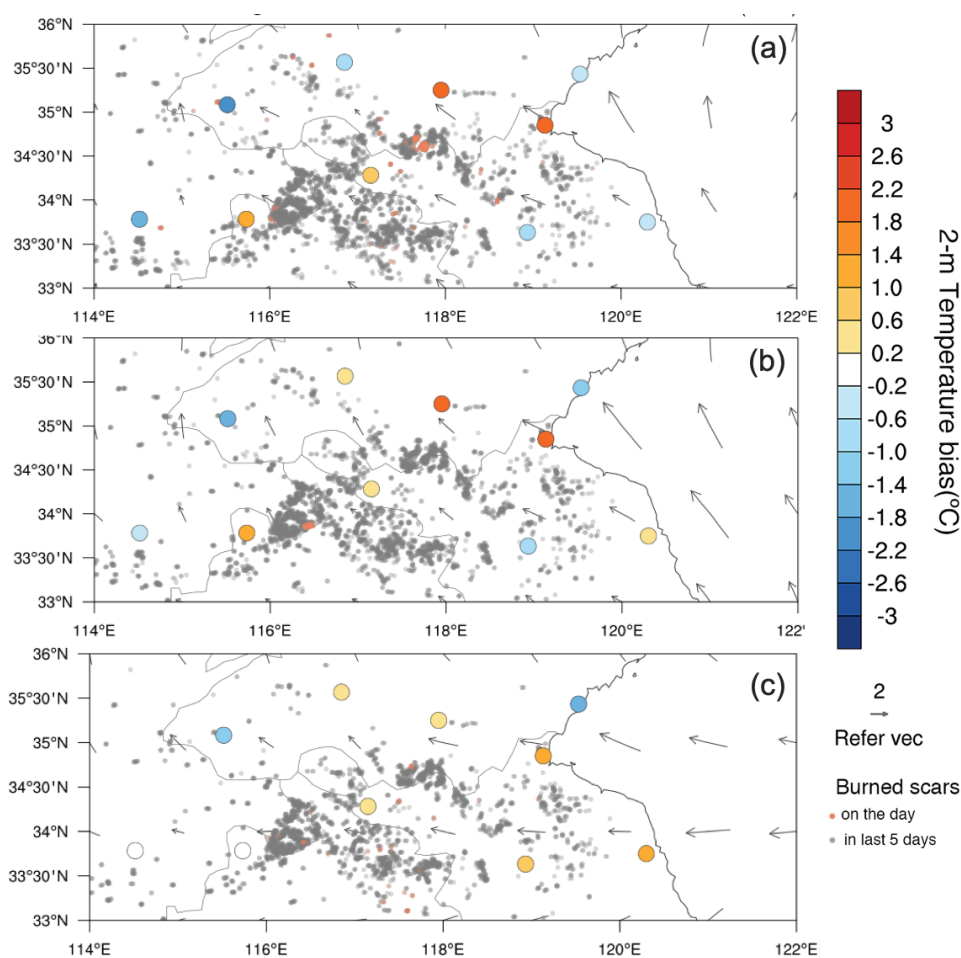 36°N
35°30'N
35°N
34°30'N
34°N
33°30'N
33°N
114°E
116°E
118°E
120°E
122°E
(a)
36°N
35°30'N
35°N
34°30'N
34°N
33°30'N
33°N
114°E
116°E
118°E
120°E
122°
(b)
36°N
35°30'N
35°N
34°30'N
34°N
33°30'N
33°N
114°E
116°E
118°E
120°E
122°E
(c)
3
2.6
2.2
1.8
1.4
1.0
0.6
0.2
-0.2
-0.6
-1.0
-1.4
-1.8
-2.2
-2.6
-3
2-m Temperature bias(°C)
2
Refer vec
Burned scars
on the day
in last 5 days